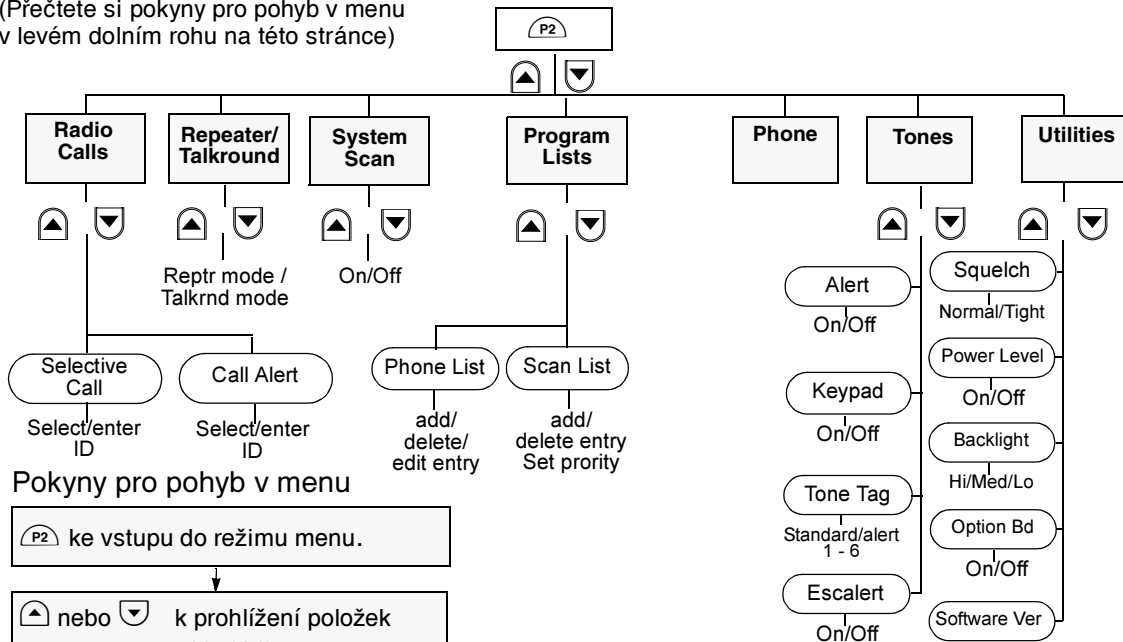 (Přečtete si pokyny pro pohyb v menu
v levém dolním rohu na této stránce)
P2
Radio
Calls
Repeater/
Talkround
System
Scan
Program
Lists
Phone
Tones
Utilities
Reptr mode /
Talkrnd mode
On/Off
Selective
Call
Select/enter
ID
Call Alert
Select/enter
ID
Phone List
add/
delete/
edit entry
Scan List
add/
delete entry
Set prority
Alert
On/Off
Keypad
On/Off
Tone Tag
Standard/alert
1 - 6
Escalert
On/Off
Squelch
Normal/Tight
Power Level
On/Off
Backlight
Hi/Med/Lo
Option Bd
On/Off
Software Ver
Pokyny pro pohyb v menu
P2 ke vstupu do režimu menu.
nebo k prohlížení položek